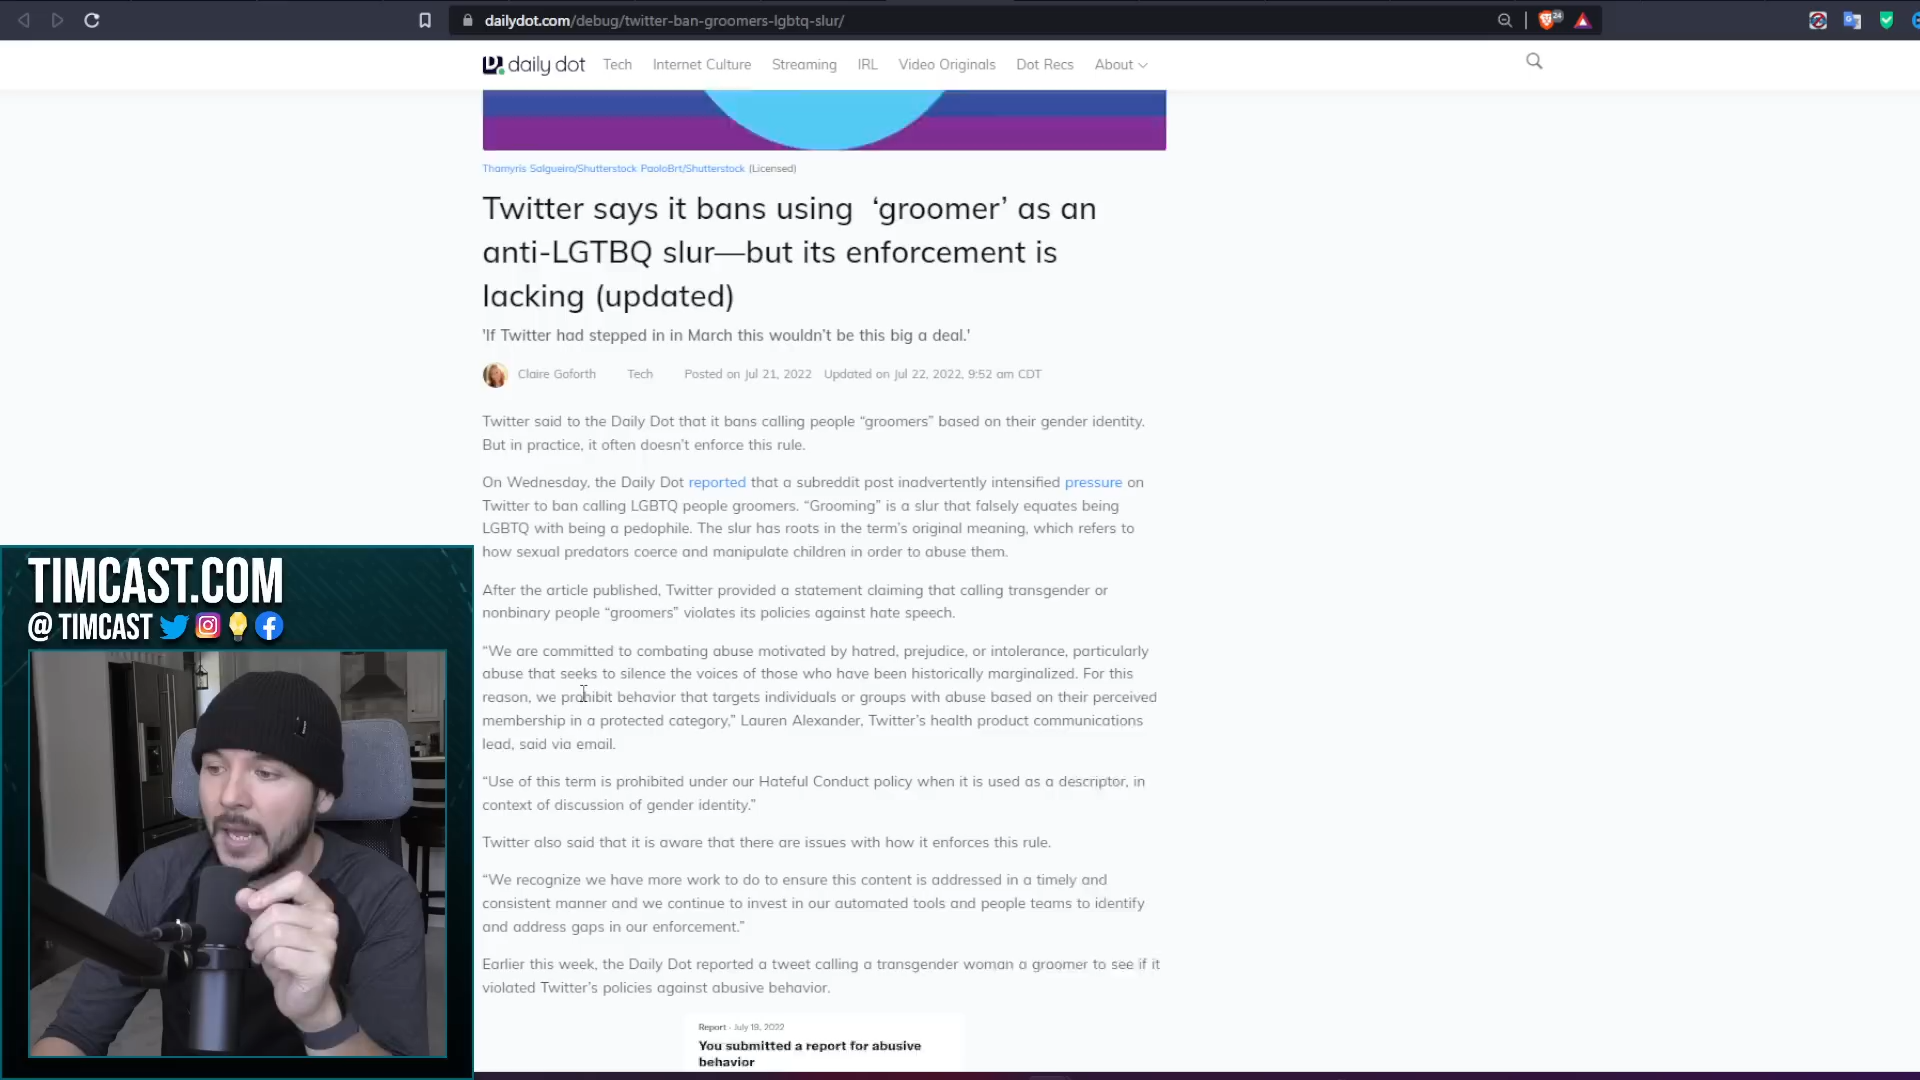 dailydot.com/debug/twitter-ban-groomers-lgbtq-slur/
24
daily dot Tech Internet Culture Streaming IRL Video Originals Dot Recs About
Thamyris Salgueiro/Shutterstock PaoloBrt/Shutterstock (Licensed)
Twitter says it bans using ‘groomer’ as an
anti-LGTBQ slur—but its enforcement is
lacking (updated)
'If Twitter had stepped in in March this wouldn’t be this big a deal.'
Claire Goforth Tech Posted on Jul 21, 2022 Updated on Jul 22, 2022, 9:52 am CDT
Twitter said to the Daily Dot that it bans calling people “groomers” based on their gender identity.
But in practice, it often doesn’t enforce this rule.
On Wednesday, the Daily Dot reported that a subreddit post inadvertently intensified pressure on
Twitter to ban calling LGBTQ people groomers. “Grooming” is a slur that falsely equates being
LGBTQ with being a pedophile. The slur has roots in the term’s original meaning, which refers to
how sexual predators coerce and manipulate children in order to abuse them.
After the article published, Twitter provided a statement claiming that calling transgender or
nonbinary people “groomers” violates its policies against hate speech.
“We are committed to combating abuse motivated by hatred, prejudice, or intolerance, particularly
abuse that seeks to silence the voices of those who have been historically marginalized. For this
reason, we prohibit behavior that targets individuals or groups with abuse based on their perceived
membership in a protected category,” Lauren Alexander, Twitter’s health product communications
lead, said via email.
“Use of this term is prohibited under our Hateful Conduct policy when it is used as a descriptor, in
context of discussion of gender identity.”
Twitter also said that it is aware that there are issues with how it enforces this rule.
“We recognize we have more work to do to ensure this content is addressed in a timely and
consistent manner and we continue to invest in our automated tools and people teams to identify
and address gaps in our enforcement.”
Earlier this week, the Daily Dot reported a tweet calling a transgender woman a groomer to see if it
violated Twitter’s policies against abusive behavior.
Report - July 19, 2022
You submitted a report for abusive
behavior
TIMCAST.COM
@ TIMCAST